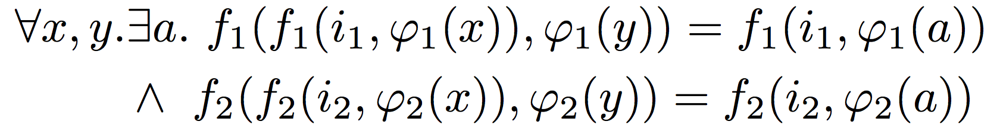 ∀x, y.∃a. f₁(f₁(i₁, φ₁(x)), φ₁(y)) = f₁(i₁, φ₁(a))
∧ f₂(f₂(i₂, φ₂(x)), φ₂(y)) = f₂(i₂, φ₂(a))